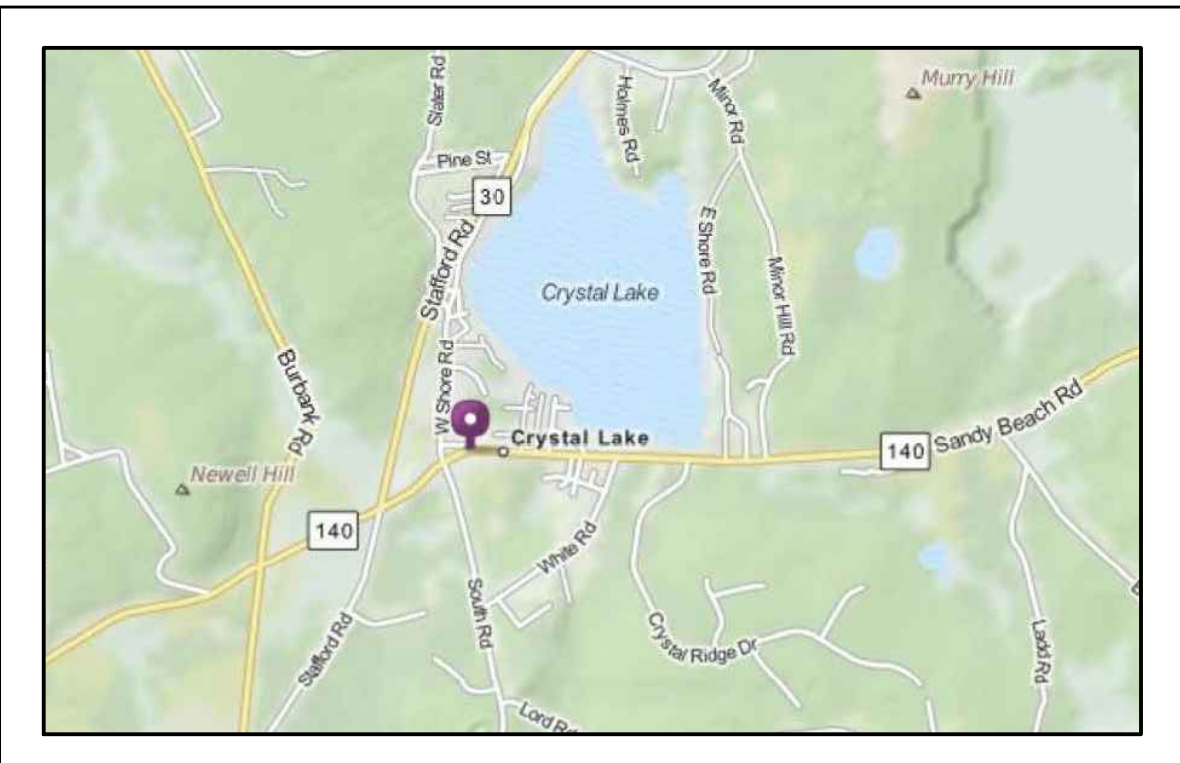 Murry Hill
Slater Rd
Holmes Rd
Minor Rd
Pine St
30
Stafford Rd
E Shore Rd
Crystal Lake
Minor Hill Rd
Burbank Rd
W Shore Rd
Crystal Lake
140
Sandy Beach Rd
Newell Hill
140
White Rd
South Rd
Stafford Rd
Crystal Ridge Dr
Ladd Rd
Lord Rd